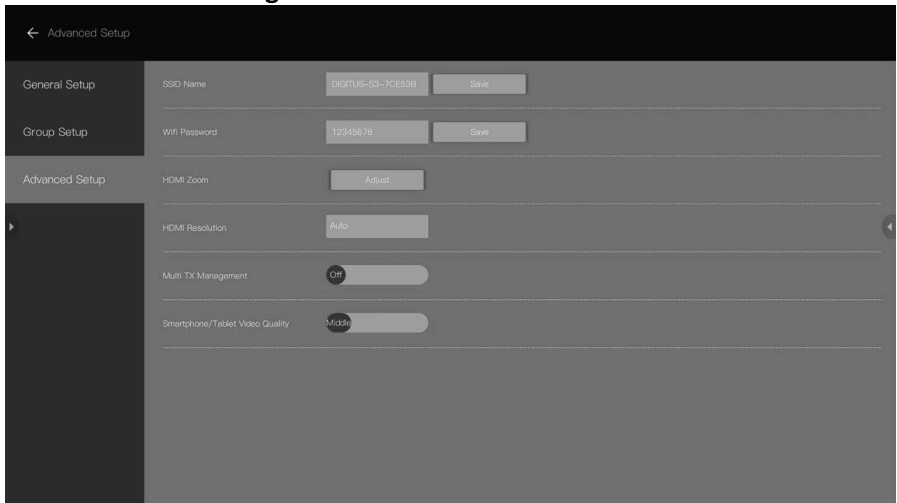 ← Advanced Setup
General Setup
Group Setup
Advanced Setup
SSID Name DIGITUS-S3-7CE53B Save
Wifi Password 12345678 Save
HDMI Zoom Adjust
HDMI Resolution Auto
Multi TX Management Off
Smartphone/Tablet Video Quality Middle